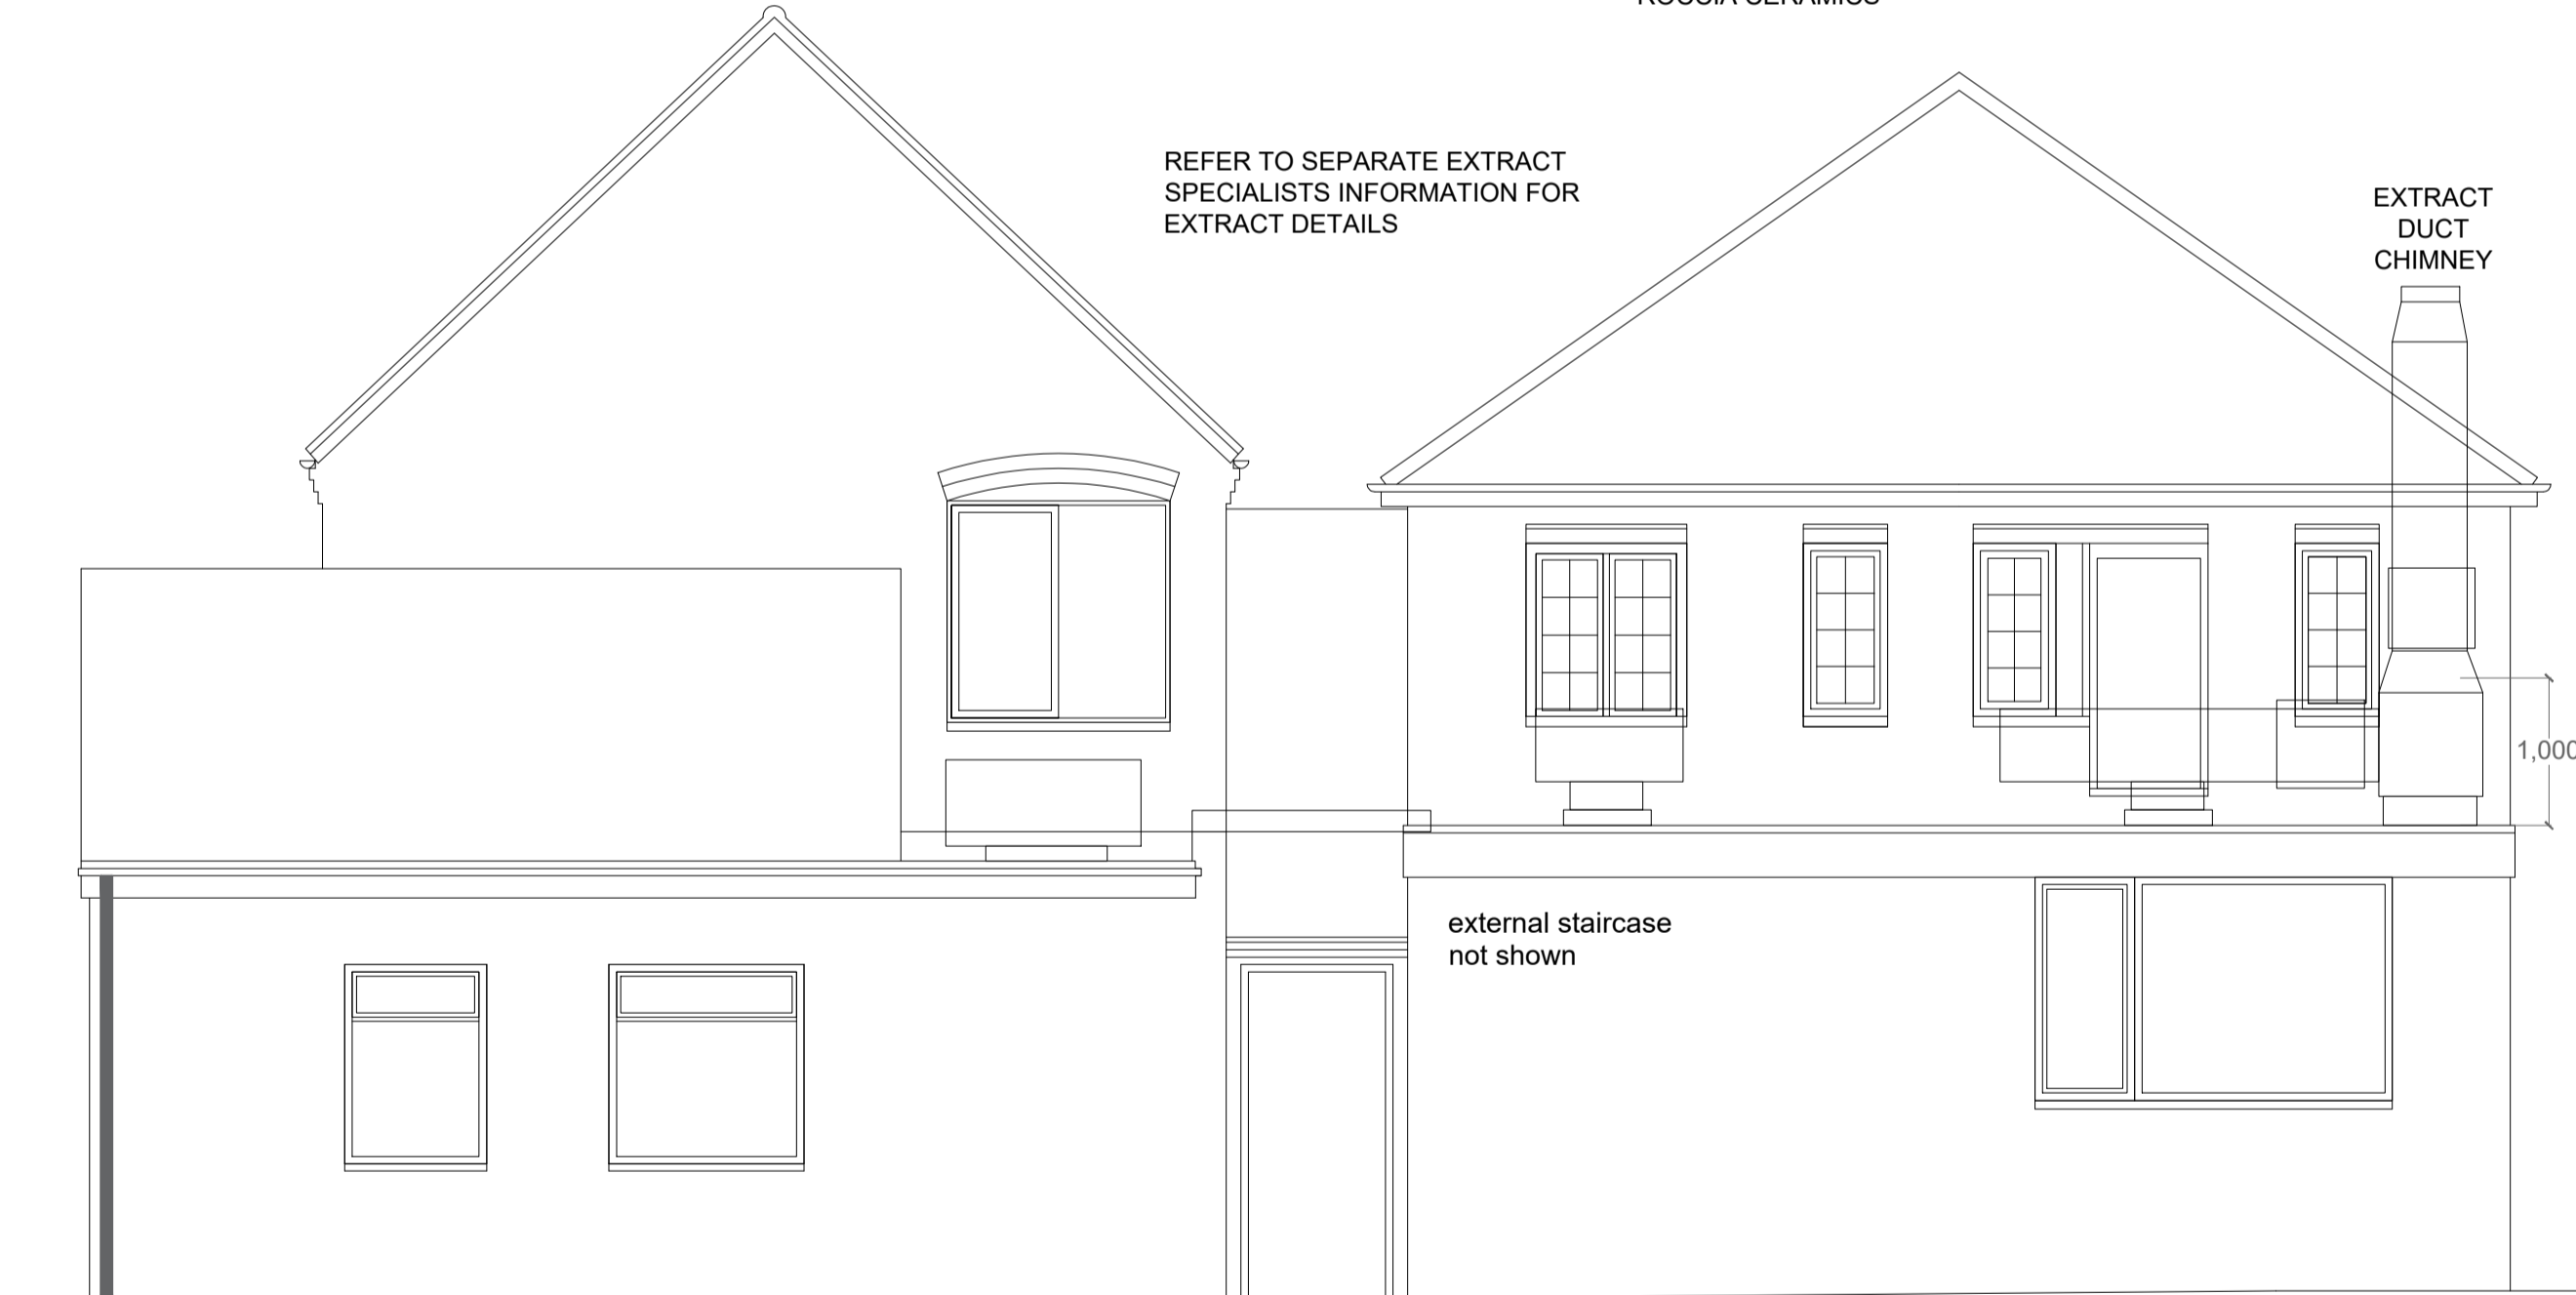 REFER TO SEPARATE EXTRACT
SPECIALISTS INFORMATION FOR
EXTRACT DETAILS
EXTRACT
DUCT
CHIMNEY
1,000
external staircase
not shown